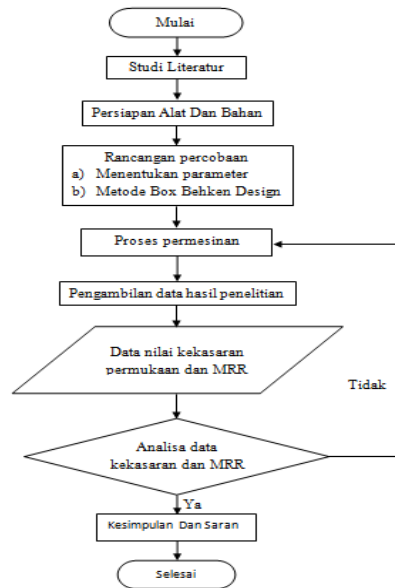 Mulai
Studi Literatur
Persiapan Alat Dan Bahan
Rancangan percobaan
a) Menentukan parameter
b) Metode Box Behken Design
Proses permesinan
Pengambilan data hasil penelitian
Data nilai kekasaran
permukaan dan MRR
Tidak
Analisa data
kekasaran dan MRR
Ya
Kesimpulan Dan Saran
Selesai